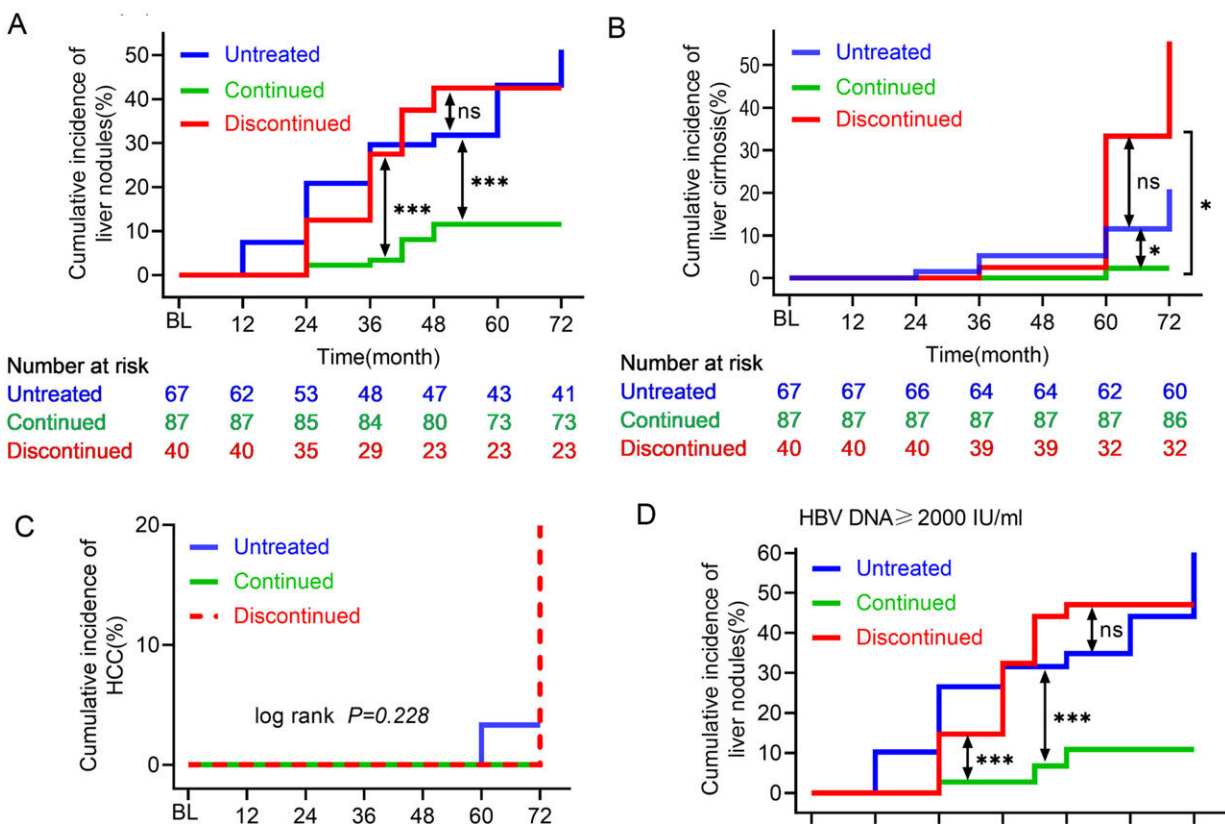 A
Cumulative incidence of
liver nodules(%)
50
40
30
20
10
0
Untreated
Continued
Discontinued
ns
***
***
BL 12 24 36 48 60 72
Time(month)
Number at risk
Untreated 67 62 53 48 47 43 41
Continued 87 87 85 84 80 73 73
Discontinued 40 40 35 29 23 23 23
B
Cumulative incidence of
liver cirrhosis(%)
50
40
30
20
10
0
Untreated
Continued
Discontinued
ns
*
*
BL 12 24 36 48 60 72
Time(month)
Number at risk
Untreated 67 67 66 64 64 62 60
Continued 87 87 87 87 87 87 86
Discontinued 40 40 40 39 39 32 32
C
Cumulative incidence of
HCC(%)
20
10
0
Untreated
Continued
Discontinued
log rank P=0.228
BL 12 24 36 48 60 72
D
HBV DNA≥ 2000 IU/ml
Cumulative incidence of
liver nodules(%)
60
50
40
30
20
10
0
Untreated
Continued
Discontinued
ns
***
***